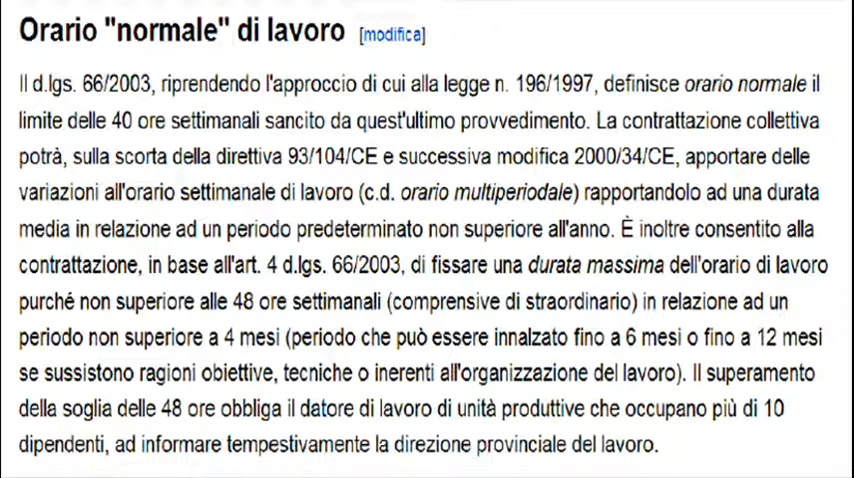 Orario "normale" di lavoro [modifica]
Il d.lgs. 66/2003, riprendendo l'approccio di cui alla legge n. 196/1997, definisce orario normale il
limite delle 40 ore settimanali sancito da quest'ultimo provvedimento. La contrattazione collettiva
potrà, sulla scorta della direttiva 93/104/CE e successiva modifica 2000/34/CE, apportare delle
variazioni all'orario settimanale di lavoro (c.d. orario multiperiodale) rapportandolo ad una durata
media in relazione ad un periodo predeterminato non superiore all'anno. È inoltre consentito alla
contrattazione, in base all'art. 4 d.lgs. 66/2003, di fissare una durata massima dell'orario di lavoro
purché non superiore alle 48 ore settimanali (comprensive di straordinario) in relazione ad un
periodo non superiore a 4 mesi (periodo che può essere innalzato fino a 6 mesi o fino a 12 mesi
se sussistono ragioni obiettive, tecniche o inerenti all'organizzazione del lavoro). Il superamento
della soglia delle 48 ore obbliga il datore di lavoro di unità produttive che occupano più di 10
dipendenti, ad informare tempestivamente la direzione provinciale del lavoro.